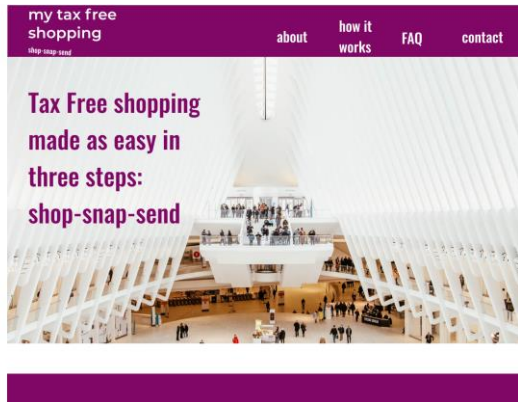 my tax free
shopping
shop-snap-send
about
how it
works
FAQ
contact
Tax Free shopping
made as easy in
three steps:
shop-snap-send